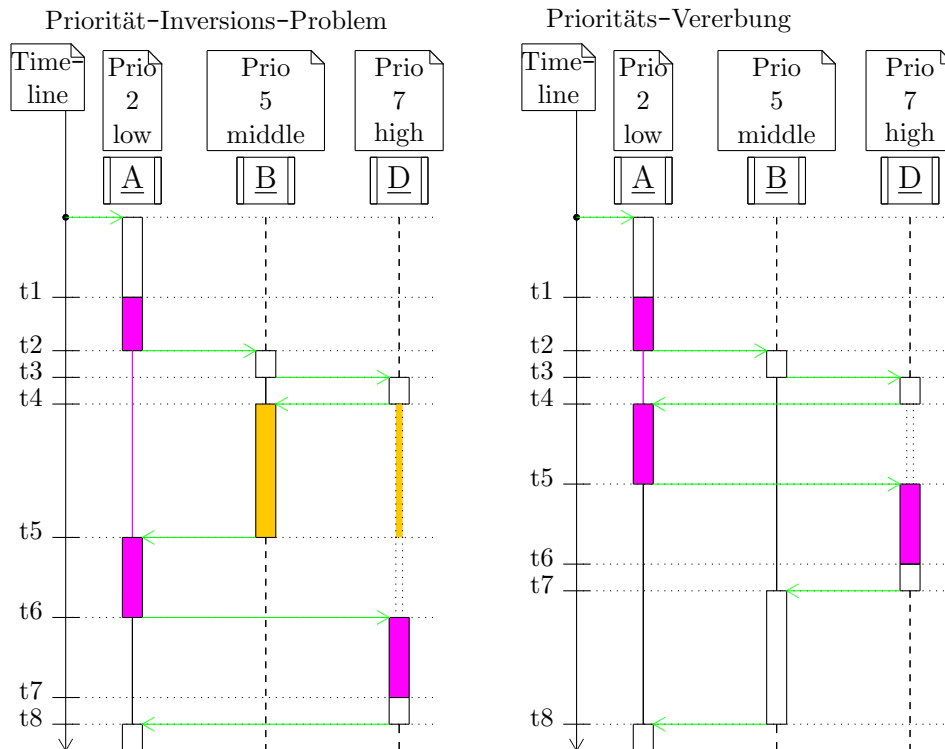 Priorität-Inversions-Problem
Time-
line
Prio
2
low
Prio
5
middle
Prio
7
high
A
B
D
t1
t2
t3
t4
t5
t6
t7
t8
Prioritäts-Vererbung
Time-
line
Prio
2
low
Prio
5
middle
Prio
7
high
A
B
D
t1
t2
t3
t4
t5
t6
t7
t8